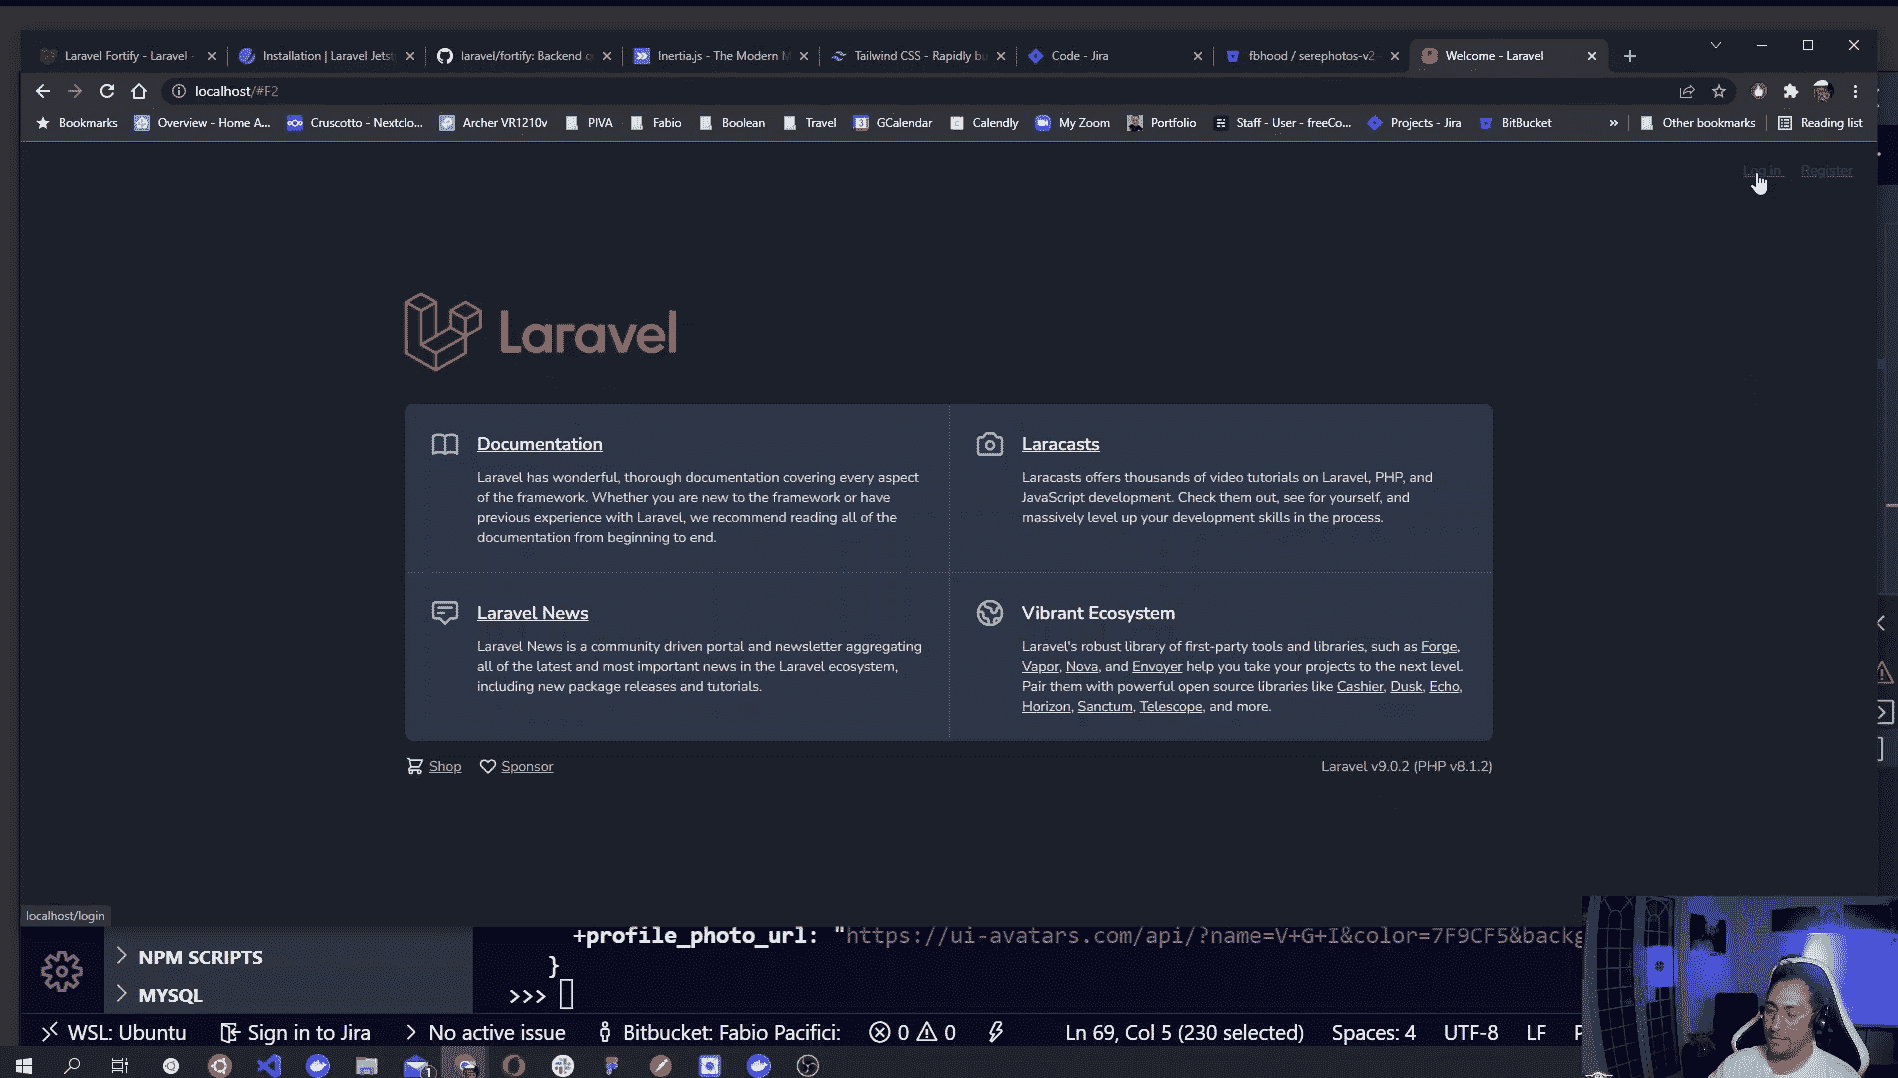 Laravel Fortify - Laravel -
Installation | Laravel Jetst
laravel/fortify: Backend c
Inertia.js - The Modern M
Tailwind CSS - Rapidly bu
Code - Jira
fbhood / serephotos-v2 -
Welcome - Laravel
localhost/#F2
Bookmarks
Overview - Home A...
Cruscotto - Nextclo...
Archer VR1210v
PIVA
Fabio
Boolean
Travel
GCalendar
Calendly
My Zoom
Portfolio
Staff - User - freeCo...
Projects - Jira
BitBucket
»
Other bookmarks
Reading list
Log in
Register
Laravel
Documentation
Laravel has wonderful, thorough documentation covering every aspect
of the framework. Whether you are new to the framework or have
previous experience with Laravel, we recommend reading all of the
documentation from beginning to end.
Laracasts
Laracasts offers thousands of video tutorials on Laravel, PHP, and
JavaScript development. Check them out, see for yourself, and
massively level up your development skills in the process.
Laravel News
Laravel News is a community driven portal and newsletter aggregating
all of the latest and most important news in the Laravel ecosystem,
including new package releases and tutorials.
Vibrant Ecosystem
Laravel's robust library of first-party tools and libraries, such as Forge,
Vapor, Nova, and Envoyer help you take your projects to the next level.
Pair them with powerful open source libraries like Cashier, Dusk, Echo,
Horizon, Sanctum, Telescope, and more.
Shop
Sponsor
Laravel v9.0.2 (PHP v8.1.2)
localhost/login
+profile_photo_url: "https://ui-avatars.com/api/?name=V+G+I&color=7F9CF5&backg
}
>>>
NPM SCRIPTS
MYSQL
WSL: Ubuntu
Sign in to Jira
No active issue
Bitbucket: Fabio Pacifici:
0
0
Ln 69, Col 5 (230 selected)
Spaces: 4
UTF-8
LF
1